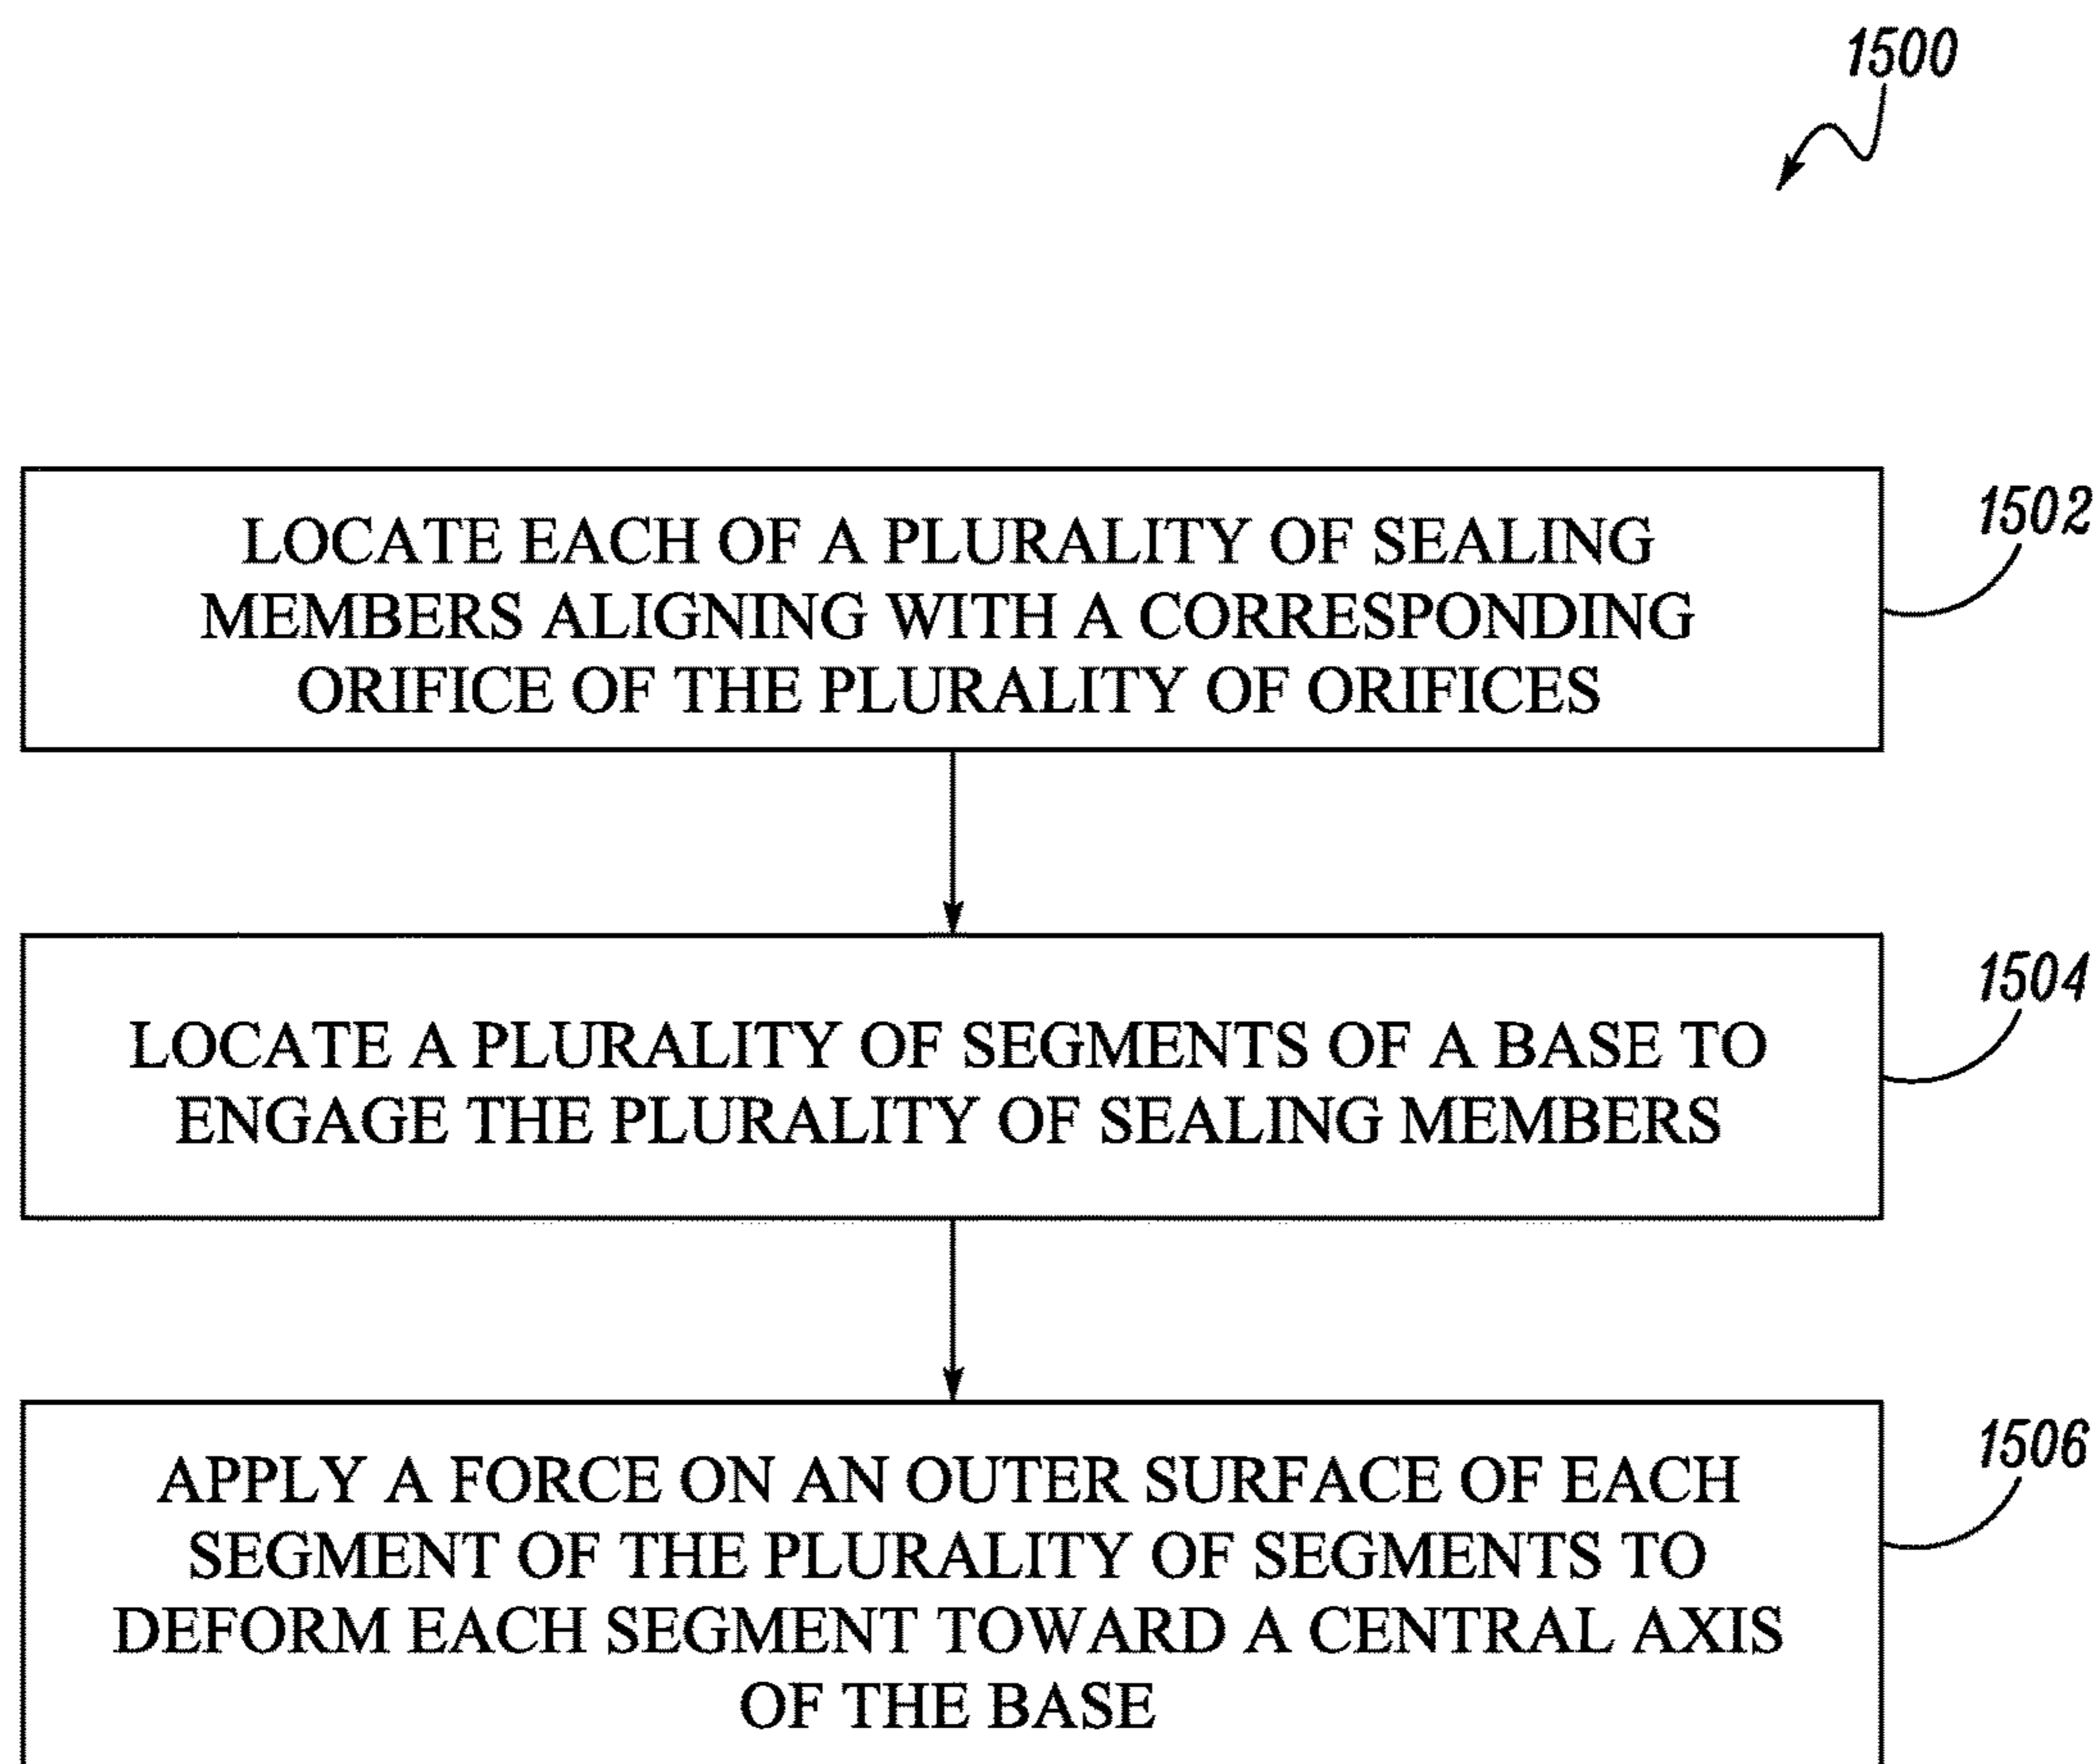 1500
LOCATE EACH OF A PLURALITY OF SEALING
MEMBERS ALIGNING WITH A CORRESPONDING
ORIFICE OF THE PLURALITY OF ORIFICES
1502
LOCATE A PLURALITY OF SEGMENTS OF A BASE TO
ENGAGE THE PLURALITY OF SEALING MEMBERS
1504
APPLY A FORCE ON AN OUTER SURFACE OF EACH
SEGMENT OF THE PLURALITY OF SEGMENTS TO
DEFORM EACH SEGMENT TOWARD A CENTRAL AXIS
OF THE BASE
1506